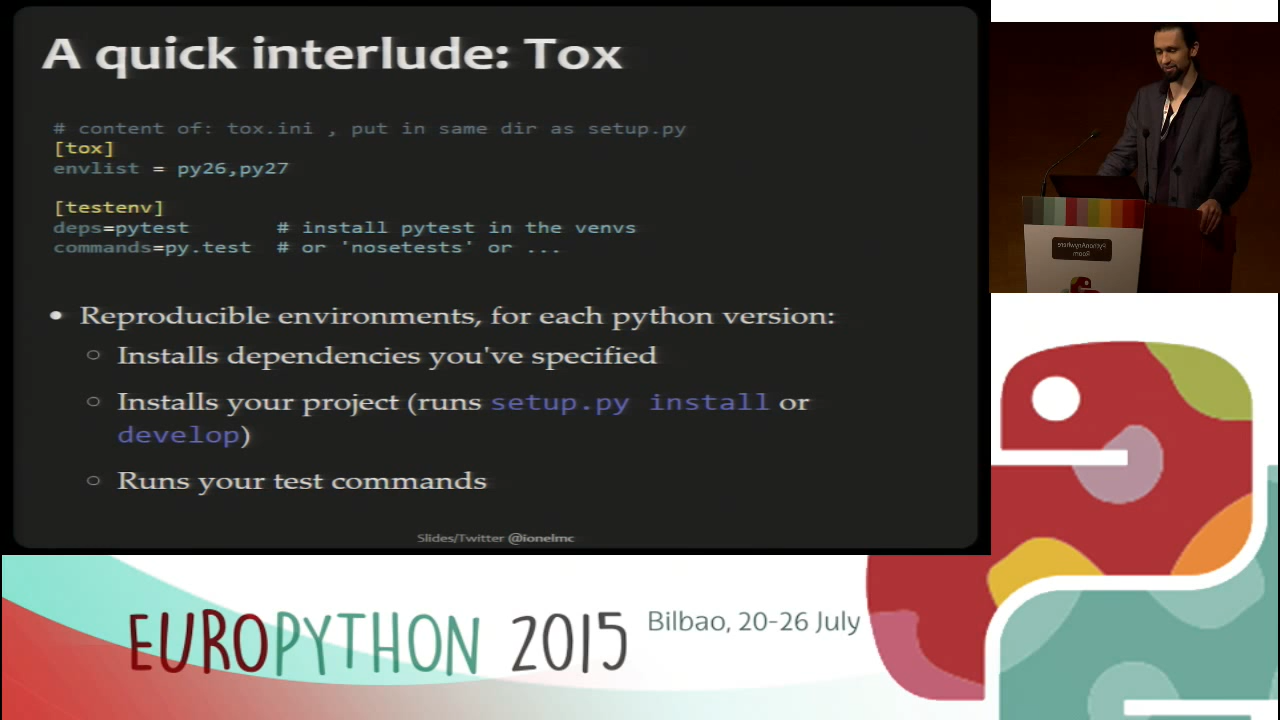 A quick interlude: Tox
# content of: tox.ini , put in same dir as setup.py
[tox]
envlist = py26,py27
[testenv]
deps=pytest # install pytest in the venvs
commands=py.test # or 'nosetests' or ...
• Reproducible environments, for each python version:
○ Installs dependencies you've specified
○ Installs your project (runs setup.py install or
develop)
○ Runs your test commands
Slides/Twitter @ionelmc
PythonAnywhere
Room
EUROPYTHON 2015 Bilbao, 20-26 July